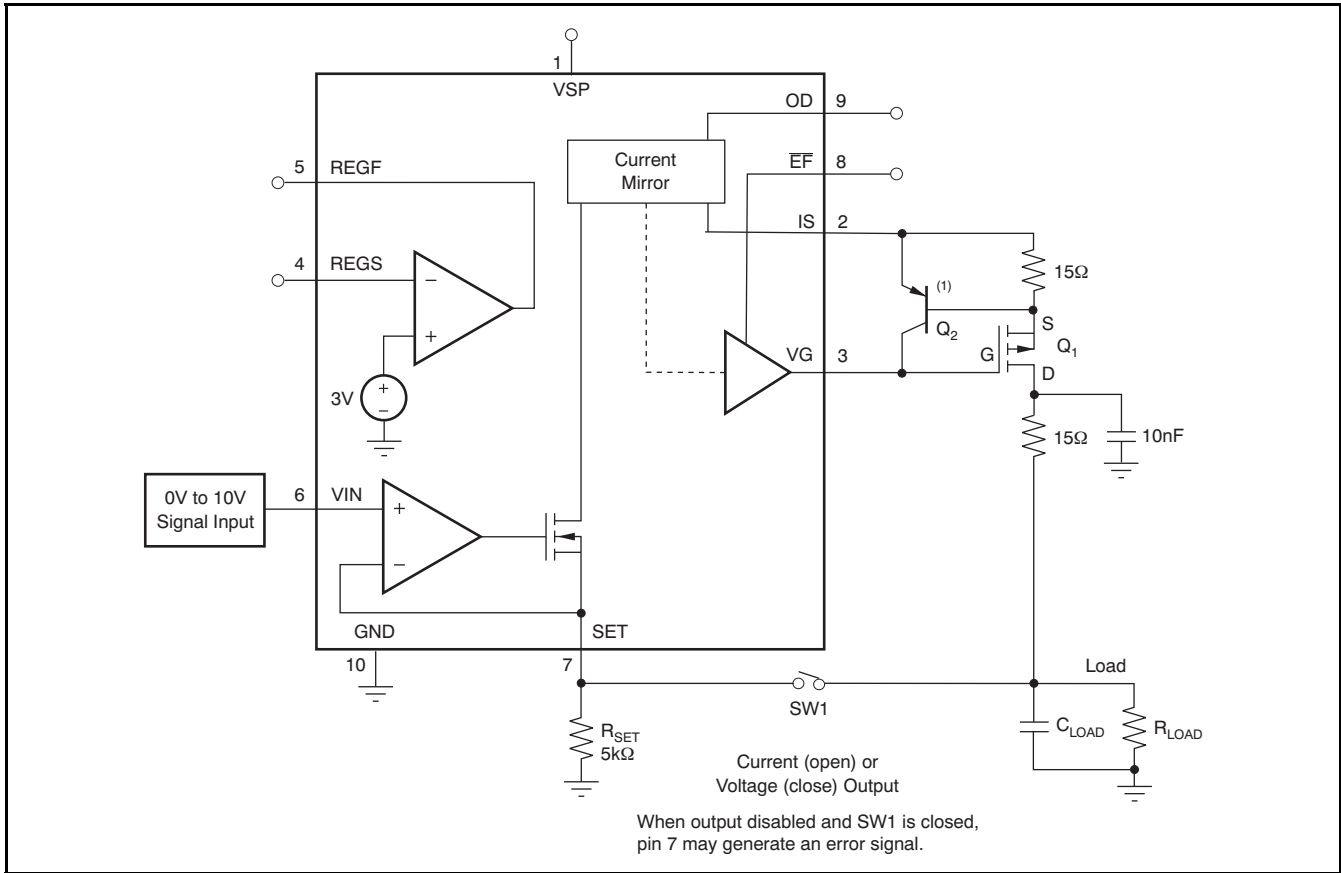 1
VSP
OD 9
Current
Mirror
5 REGF
EF 8
IS 2
4 REGS
−
15Ω
(1)
+
Q2
S
VG 3
G
Q1
D
+
3V
−
15Ω
10nF
0V to 10V
Signal Input
6 VIN
+
−
GND
SET
10
7
Load
SW1
RSET
5kΩ
CLOAD
RLOAD
Current (open) or
Voltage (close) Output
When output disabled and SW1 is closed,
pin 7 may generate an error signal.